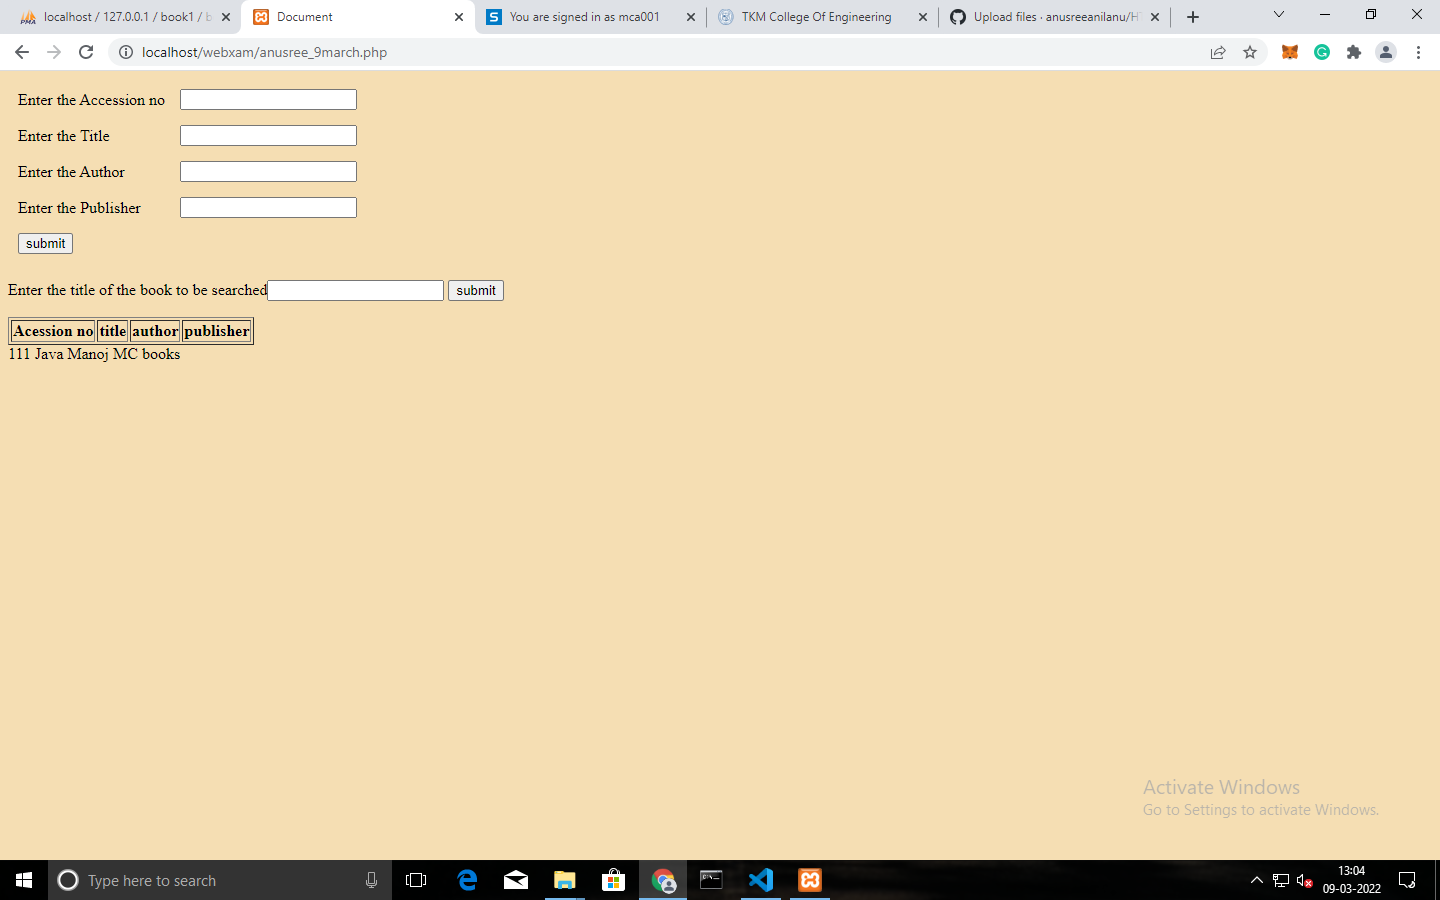 localhost / 127.0.0.1 / book1 / b
Document
You are signed in as mca001
TKM College Of Engineering
Upload files · anusreeanilanu/H
localhost/webxam/anusree_9march.php
Enter the Accession no
Enter the Title
Enter the Author
Enter the Publisher
submit
Enter the title of the book to be searched submit
Acession no title author publisher
111 Java Manoj MC books
Activate Windows
Go to Settings to activate Windows.
Type here to search
13:04
09-03-2022